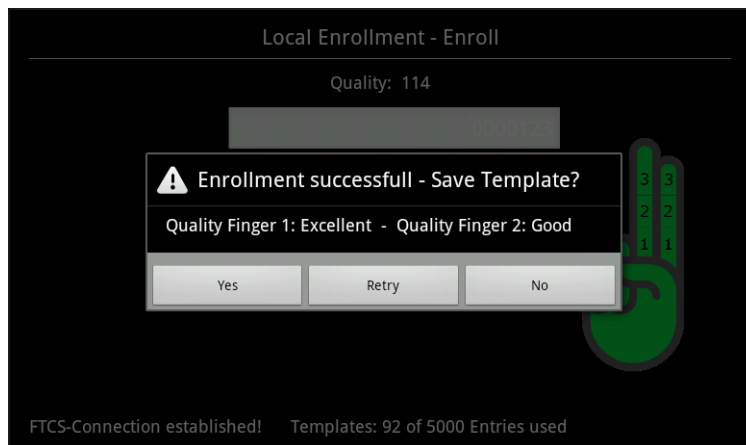 Local Enrollment - Enroll
Quality: 114
0000123
Enrollment successfull - Save Template?
Quality Finger 1: Excellent - Quality Finger 2: Good
Yes Retry No
3 3
2 2
1 1
FTCS-Connection established! Templates: 92 of 5000 Entries used